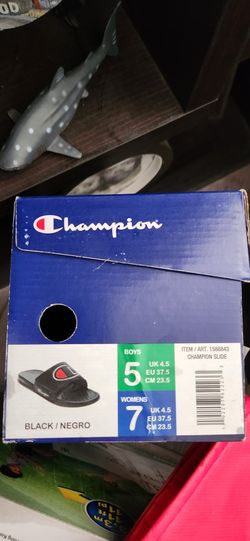 Champion
BOYS
5
UK 4.5
EU 37.5
CM 23.5
WOMENS
7
UK 4.5
EU 37.5
CM 23.5
ITEM / ART. 1588843
CHAMPION SLIDE
BLACK / NEGRO